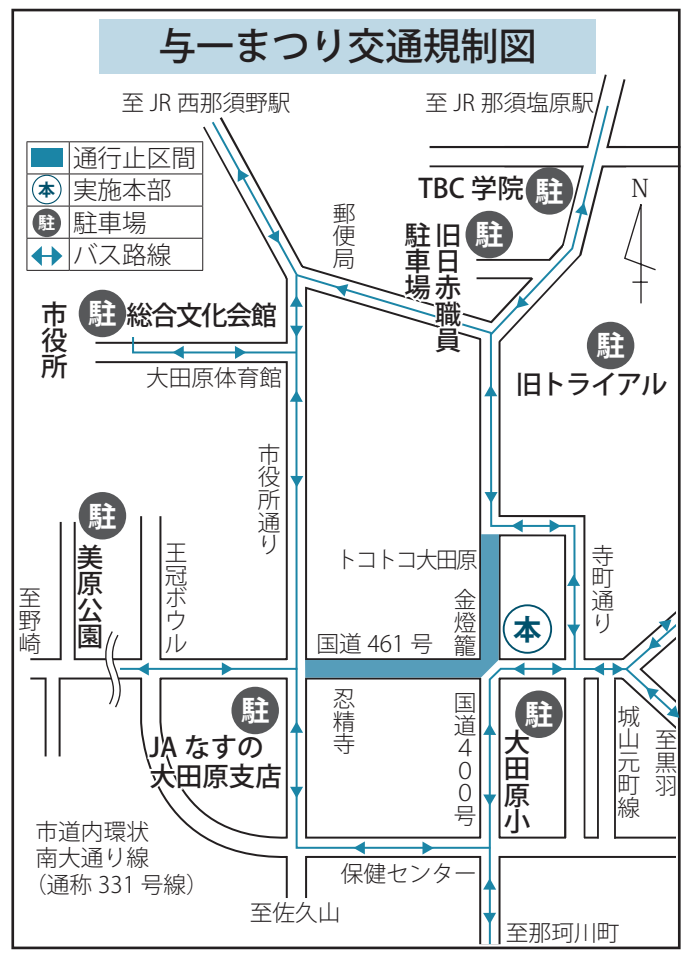 与一まつり交通規制図
至 JR 西那須野駅
至 JR 那須塩原駅
通行止区間
本 実施本部
駐 駐車場
バス路線
TBC 学院
駐
N
郵便局
駐
旧日赤職員
駐車場
市役所
駐
総合文化会館
大田原体育館
駐
旧トライアル
市役所通り
駐
美原公園
王冠ボウル
至野崎
トコトコ大田原
金燈籠
本
寺町通り
国道 461 号
駐
JA なすの
大田原支店
忍精寺
国道400号
駐
大田原小
城山元町線
至黒羽
市道内環状
南大通り線
（通称 331 号線）
保健センター
至佐久山
至那珂川町